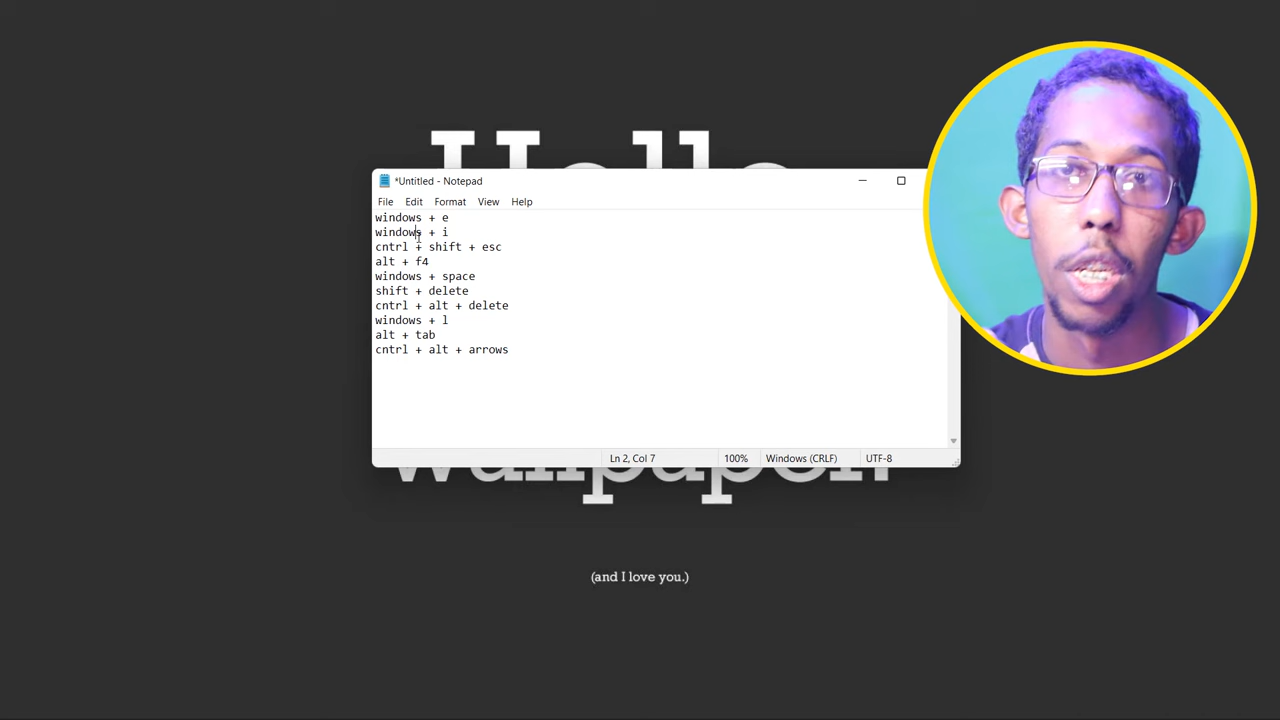 Hello
*Untitled - Notepad
File Edit Format View Help
windows + e
windows + i
cntrl + shift + esc
alt + f4
windows + space
shift + delete
cntrl + alt + delete
windows + l
alt + tab
cntrl + alt + arrows
Ln 2, Col 7 100% Windows (CRLF) UTF-8
wallpaper!
(and I love you.)